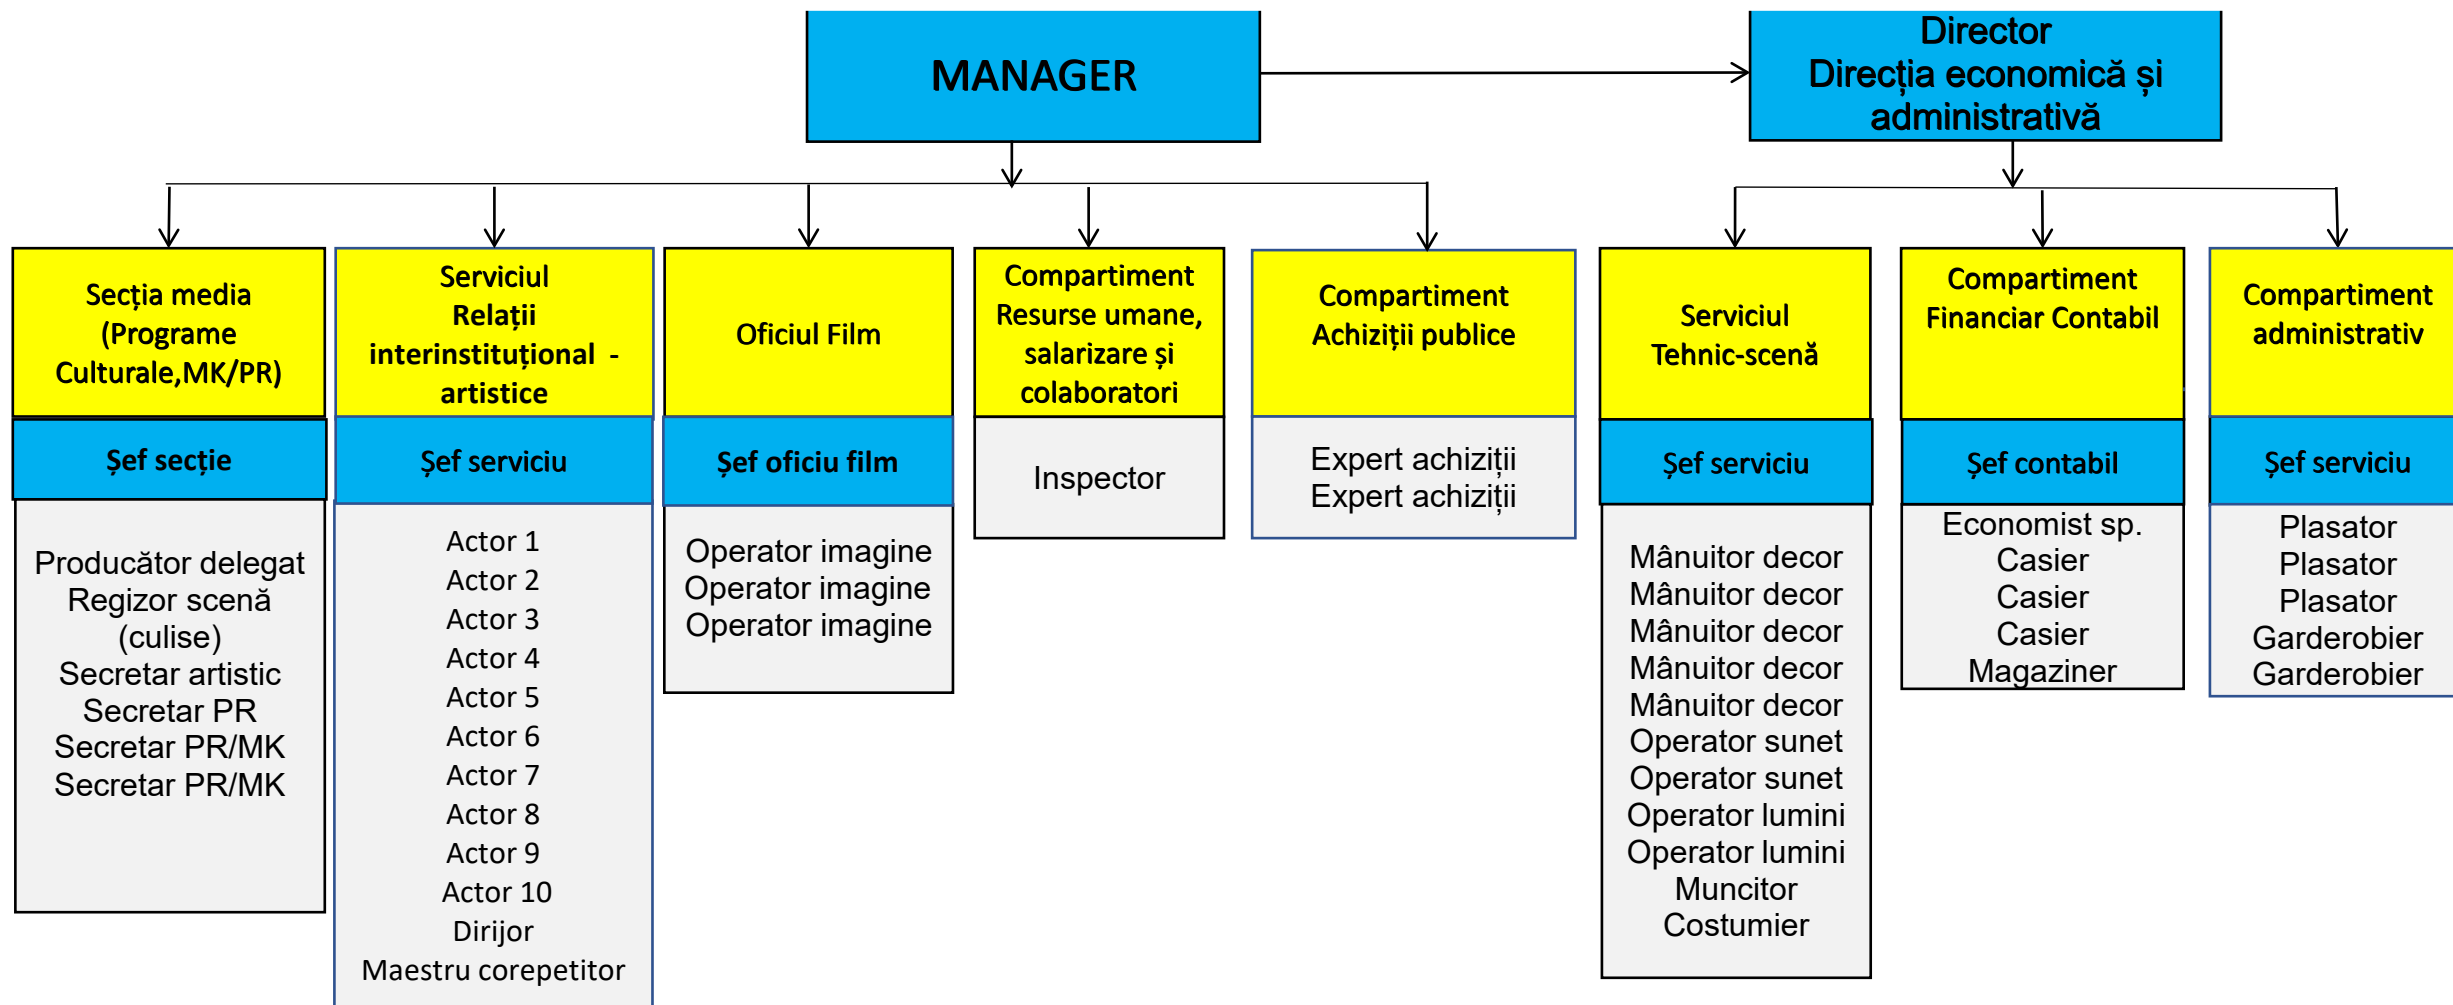 MANAGER
Director
Direcția economică și
administrativă
Secția media
(Programe
Culturale,MK/PR)
Șef secție
Producător delegat
Regizor scenă
(culise)
Secretar artistic
Secretar PR
Secretar PR/MK
Secretar PR/MK
Serviciul
Relații
interinstituțional -
artistice
Șef serviciu
Actor 1
Actor 2
Actor 3
Actor 4
Actor 5
Actor 6
Actor 7
Actor 8
Actor 9
Actor 10
Dirijor
Maestru corepetitor
Oficiul Film
Șef oficiu film
Operator imagine
Operator imagine
Operator imagine
Compartiment
Resurse umane,
salarizare și
colaboratori
Inspector
Compartiment
Achiziții publice
Expert achiziții
Expert achiziții
Serviciul
Tehnic-scenă
Șef serviciu
Mânuitor decor
Mânuitor decor
Mânuitor decor
Mânuitor decor
Mânuitor decor
Operator sunet
Operator sunet
Operator lumini
Operator lumini
Muncitor
Costumier
Compartiment
Financiar Contabil
Șef contabil
Economist sp.
Casier
Casier
Casier
Magaziner
Compartiment
administrativ
Șef serviciu
Plasator
Plasator
Plasator
Garderobier
Garderobier